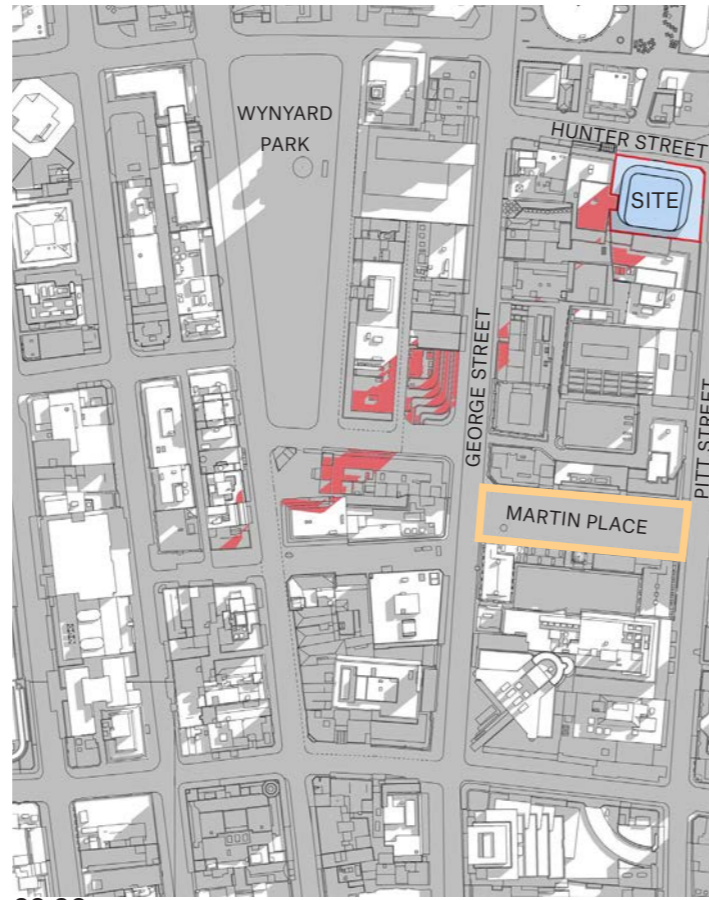 WYNYARD
PARK
HUNTER STREET
SITE
GEORGE STREET
PITT STREET
MARTIN PLACE